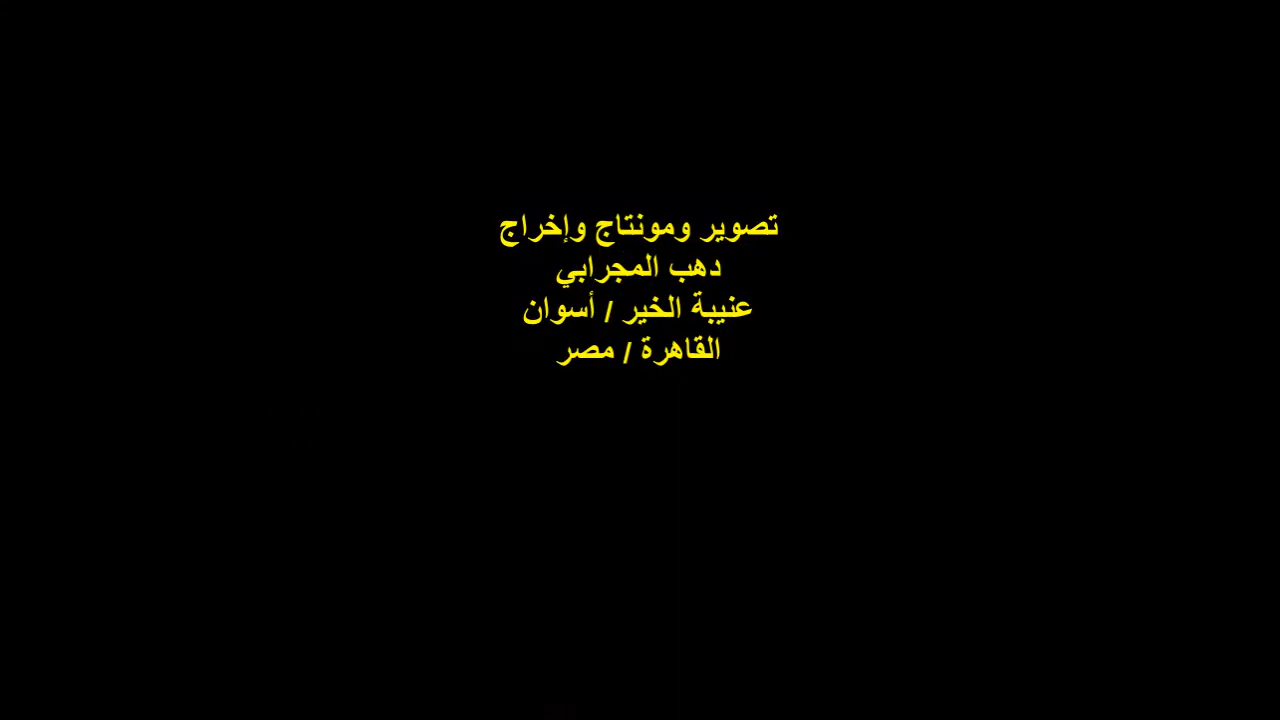 تصوير ومونتاج وإخراج
دهب المجرابي
عنيبة الخير / أسوان
القاهرة / مصر